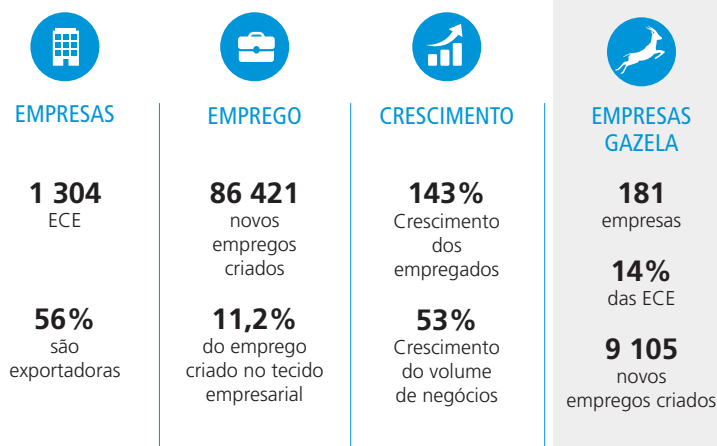 EMPRESAS
1 304
ECE
56%
são
exportadoras
EMPREGO
86 421
novos
empregos
criados
11,2%
do emprego
criado no tecido
empresarial
CRESCIMENTO
143%
Crescimento
dos
empregados
53%
Crescimento
do volume
de negócios
EMPRESAS
GAZELA
181
empresas
14%
das ECE
9 105
novos
empregos criados